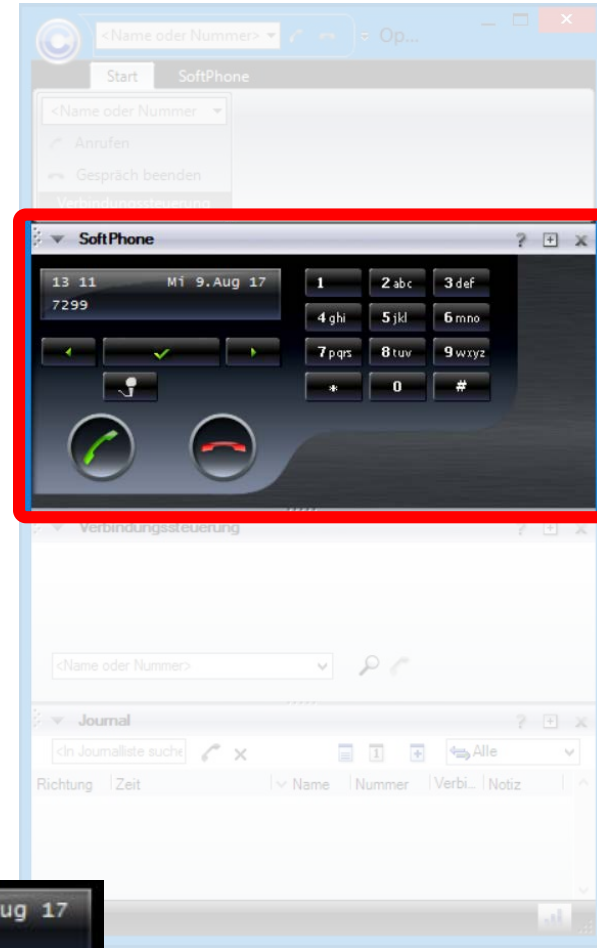 <Name oder Nummer> Op...
Start SoftPhone
<Name oder Nummer
Anrufen
Gespräch beenden
Verbindungssteuerung
SoftPhone ?
13 11 Mi 9.Aug 17
7299
1 2 abc 3 def
4 ghi 5 jkl 6 mno
7 pqrs 8 tuv 9 wxyz
* 0 #
Verbindungssteuerung ?
<Name oder Nummer>
Journal ?
<In Journalliste suche 1 Alle
Richtung Zeit Name Nummer Verbi... Notiz
ug 17